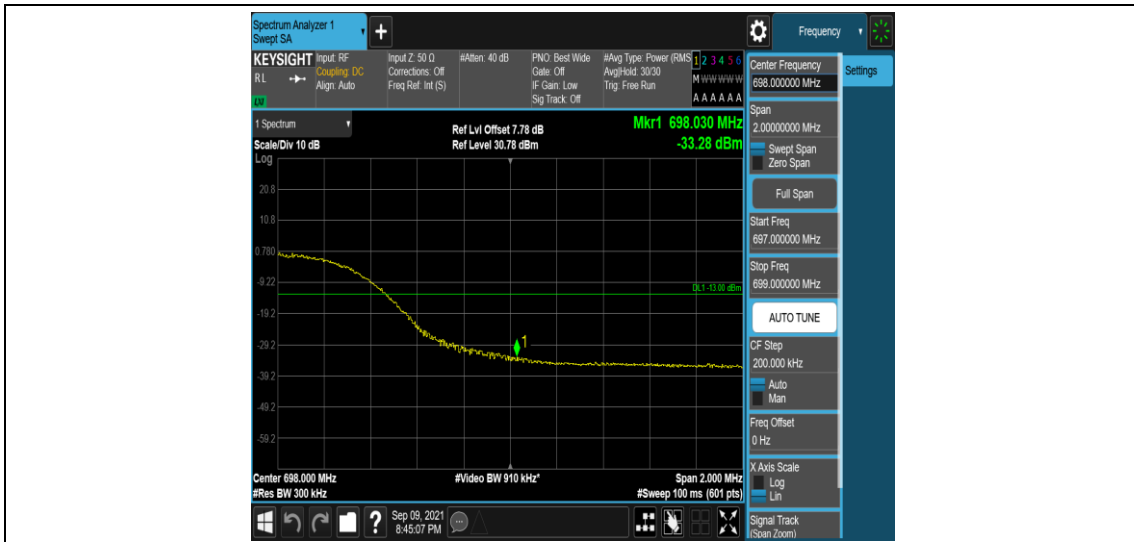 Spectrum Analyzer 1
Swept SA
+
Frequency
KEYSIGHT
RL
LXI
Input: RF
Coupling: DC
Align: Auto
Input Z: 50 Ω
Corrections: Off
Freq Ref: Int (S)
#Atten: 40 dB
PNO: Best Wide
Gate: Off
IF Gain: Low
Sig Track: Off
#Avg Type: Power (RMS
Avg|Hold: 30/30
Trig: Free Run
1 2 3 4 5 6
M W W W W W
A A A A A A
1 Spectrum
Scale/Div 10 dB
Log
Ref Lvl Offset 7.78 dB
Ref Level 30.78 dBm
Mkr1 698.030 MHz
-33.28 dBm
20.8
10.8
0.780
-9.22
-19.2
-29.2
-39.2
-49.2
-59.2
DL1 -13.00 dBm
1
Center 698.000 MHz
#Res BW 300 kHz
#Video BW 910 kHz*
Span 2.000 MHz
#Sweep 100 ms (601 pts)
?
Sep 09, 2021
8:45:07 PM
Center Frequency
698.000000 MHz
Settings
Span
2.00000000 MHz
Swept Span
Zero Span
Full Span
Start Freq
697.000000 MHz
Stop Freq
699.000000 MHz
AUTO TUNE
CF Step
200.000 kHz
Auto
Man
Freq Offset
0 Hz
X Axis Scale
Log
Lin
Signal Track
(Span Zoom)